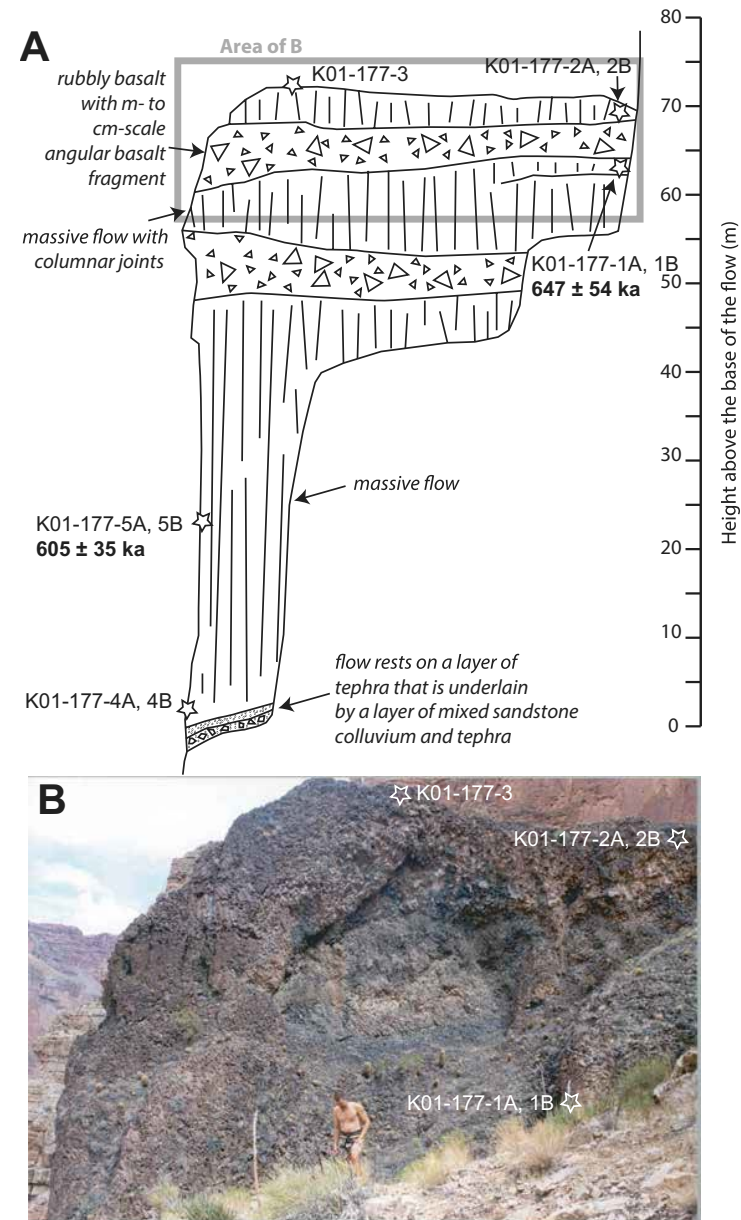 A
Area of B
rubbly basalt
with m- to
cm-scale
angular basalt
fragment
K01-177-3
K01-177-2A, 2B
massive flow with
columnar joints
K01-177-1A, 1B
647 ± 54 ka
massive flow
K01-177-5A, 5B
605 ± 35 ka
K01-177-4A, 4B
flow rests on a layer of
tephra that is underlain
by a layer of mixed sandstone
colluvium and tephra
80
70
60
50
40
30
20
10
0
Height above the base of the flow (m)
B
K01-177-3
K01-177-2A, 2B
K01-177-1A, 1B